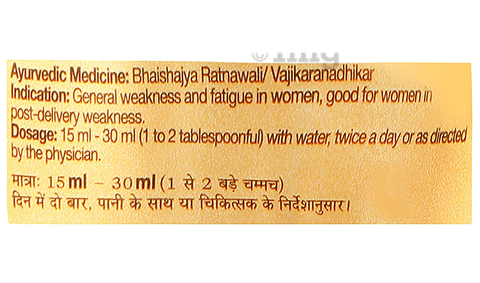 Ayurvedic Medicine: Bhaishajya Ratnawali/ Vajikaranadhikar
Indication: General weakness and fatigue in women, good for women in
post-delivery weakness.
Dosage: 15 ml - 30 ml (1 to 2 tablespoonful) with water, twice a day or as directed
by the physician.
मात्राः 15 ml – 30 ml (1 से 2 बड़े चम्मच)
दिन में दो बार, पानी के साथ या चिकित्सक के निर्देशानुसार।